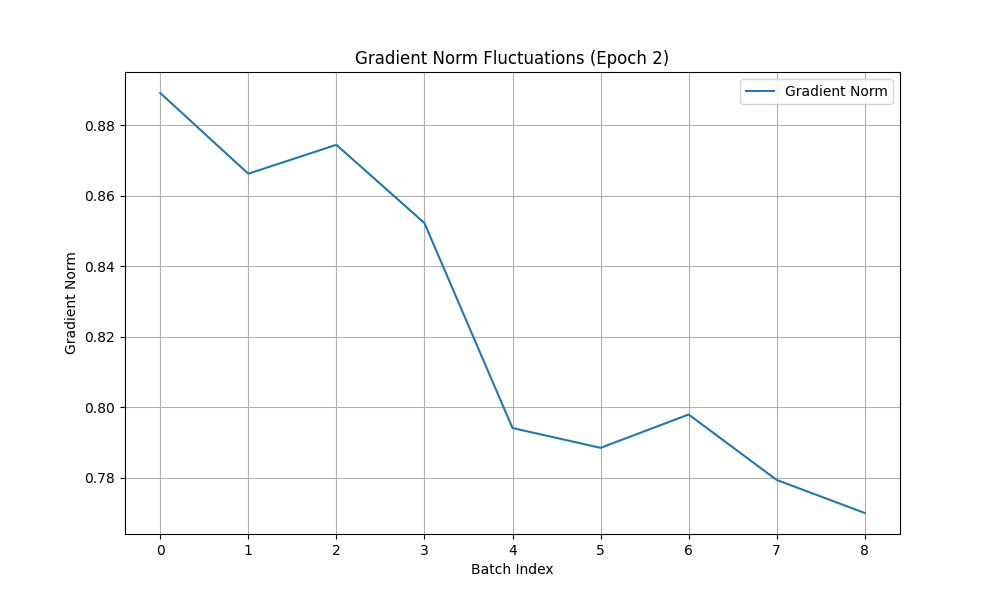 Gradient Norm Fluctuations (Epoch 2)
Gradient Norm
0.88
0.86
0.84
0.82
0.80
0.78
Gradient Norm
0 1 2 3 4 5 6 7 8
Batch Index